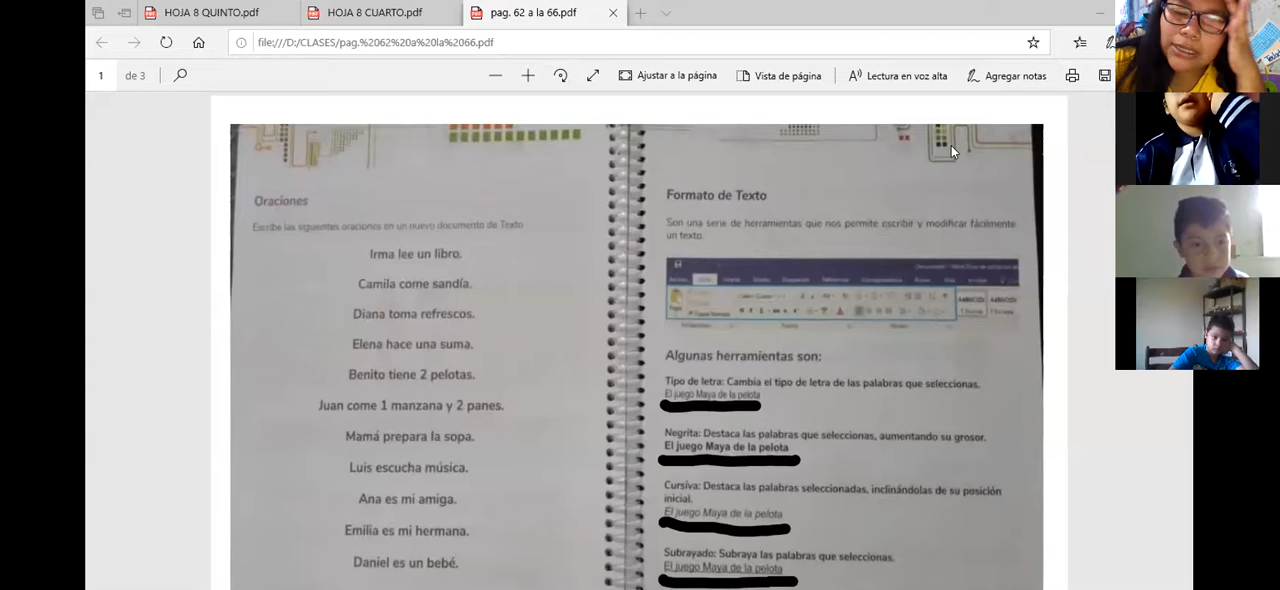 HOJA 8 QUINTO.pdf
HOJA 8 CUARTO.pdf
pag. 62 a la 66.pdf
file:///D:/CLASES/pag.%2062%20a%20la%2066.pdf
1 de 3
Ajustar a la página
Vista de página
Lectura en voz alta
Agregar notas
Oraciones
Escribe las siguientes oraciones en un nuevo documento de Texto
Irma lee un libro.
Camila come sandía.
Diana toma refrescos.
Elena hace una suma.
Benito tiene 2 pelotas.
Juan come 1 manzana y 2 panes.
Mamá prepara la sopa.
Luis escucha música.
Ana es mi amiga.
Emilia es mi hermana.
Daniel es un bebé.
Formato de Texto
Son una serie de herramientas que nos permite escribir y modificar fácilmente
un texto.
Algunas herramientas son:
Tipo de letra: Cambia el tipo de letra de las palabras que seleccionas.
El juego Maya de la pelota
Negrita: Destaca las palabras que seleccionas, aumentando su grosor.
El juego Maya de la pelota
Cursiva: Destaca las palabras seleccionadas, inclinándolas de su posición
inicial.
El juego Maya de la pelota
Subrayado: Subraya las palabras que seleccionas.
El juego Maya de la pelota